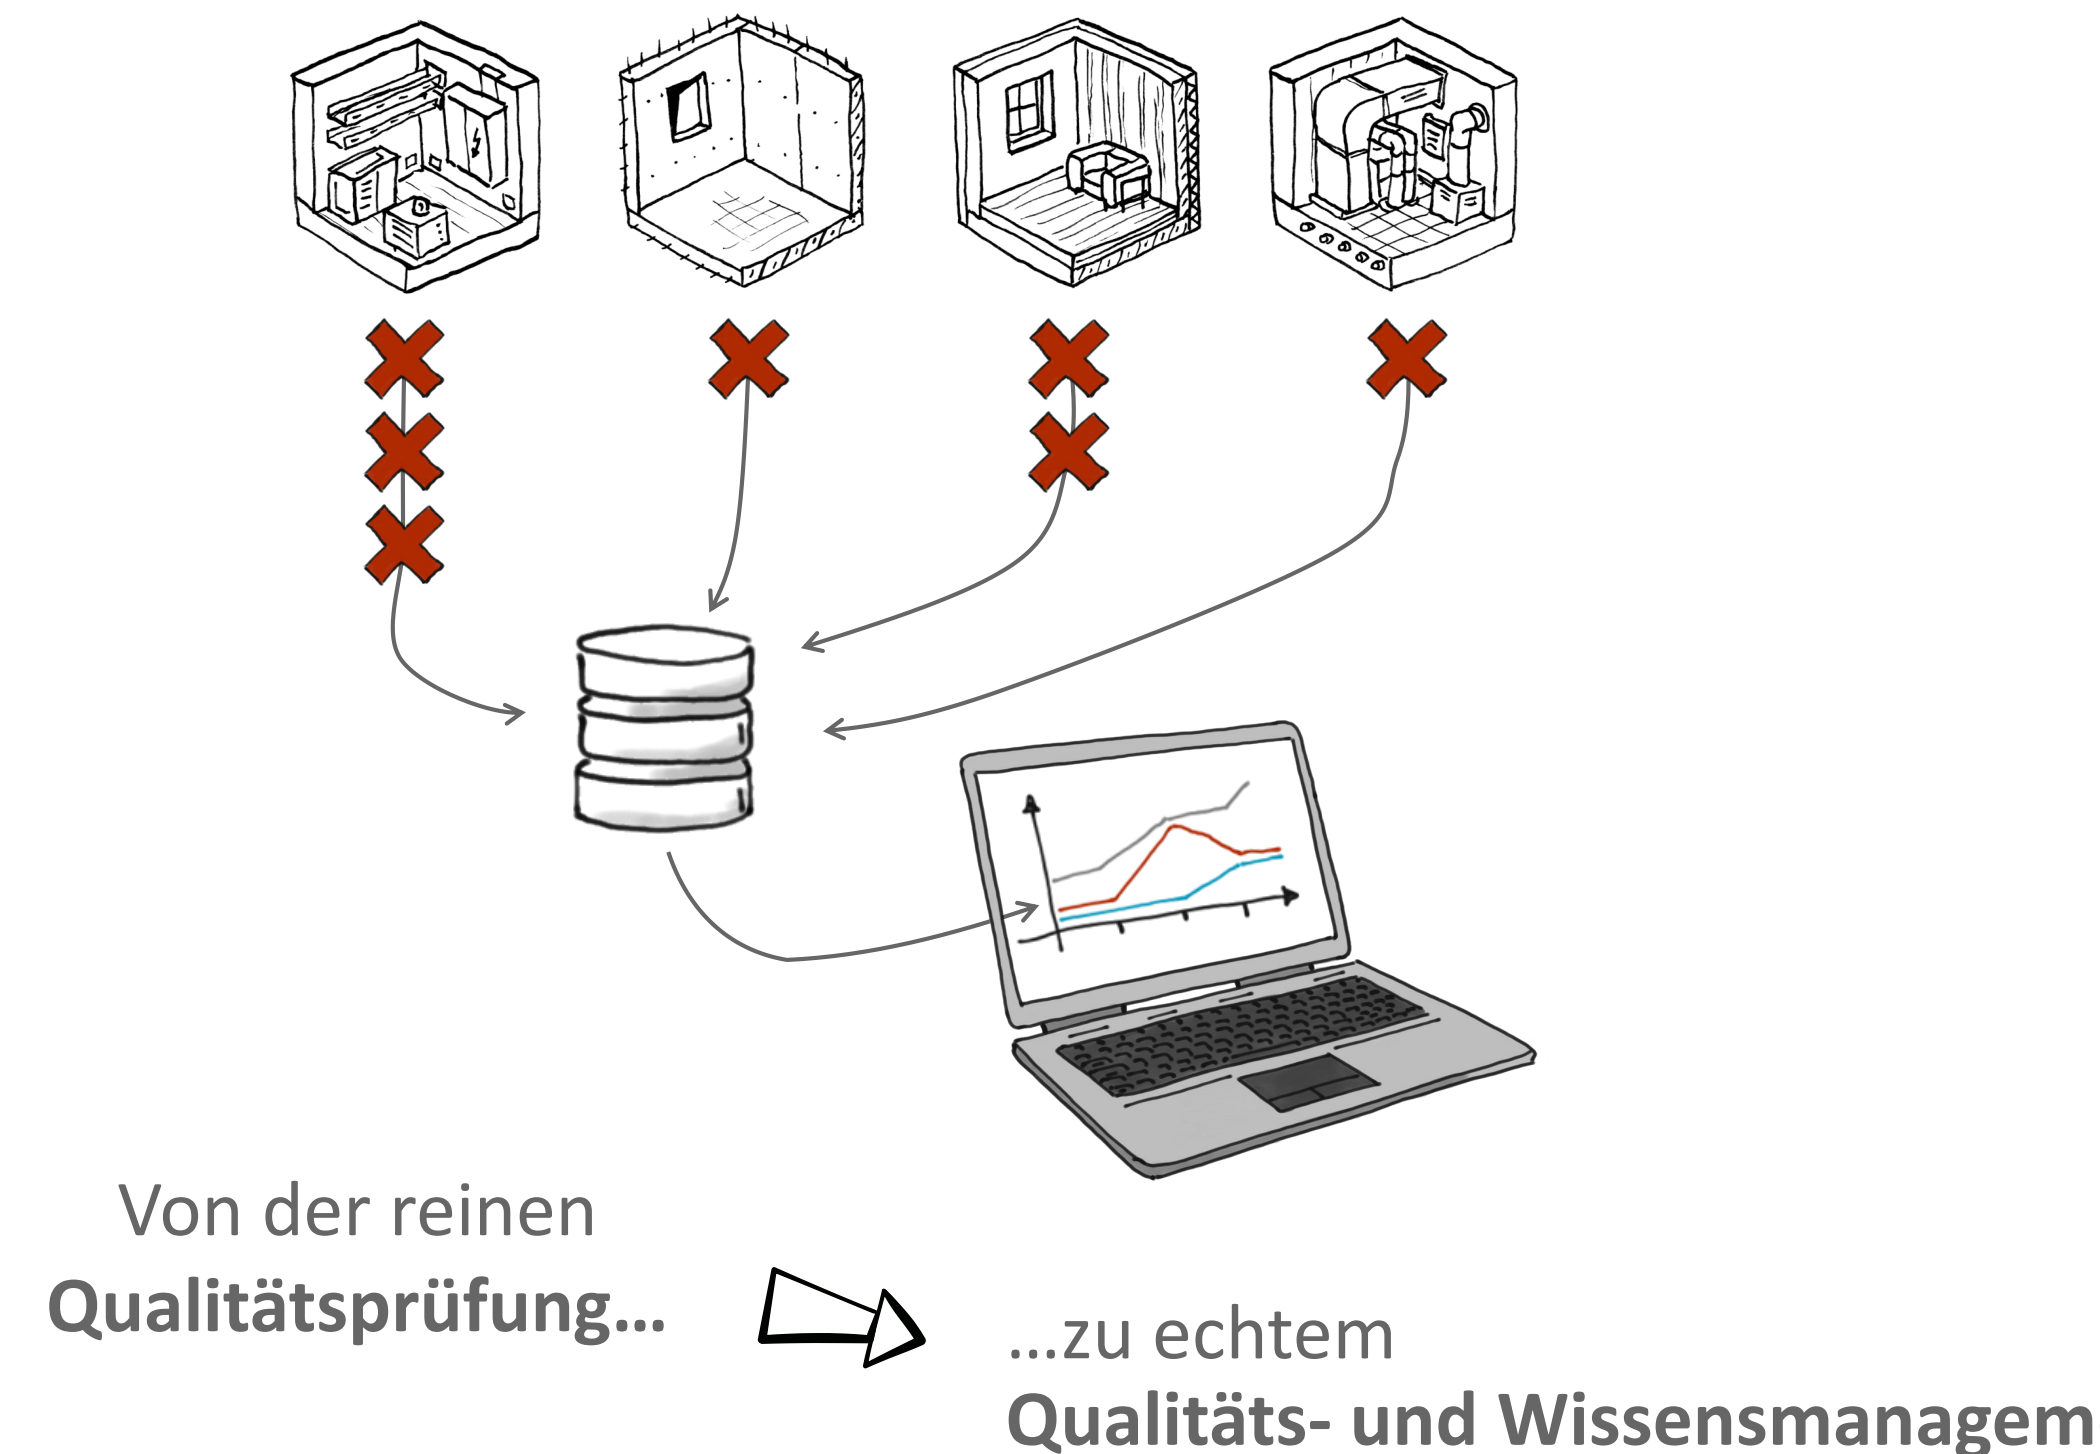 Von der reinen
Qualitätsprüfung...
...zu echtem
Qualitäts- und Wissensmanagem